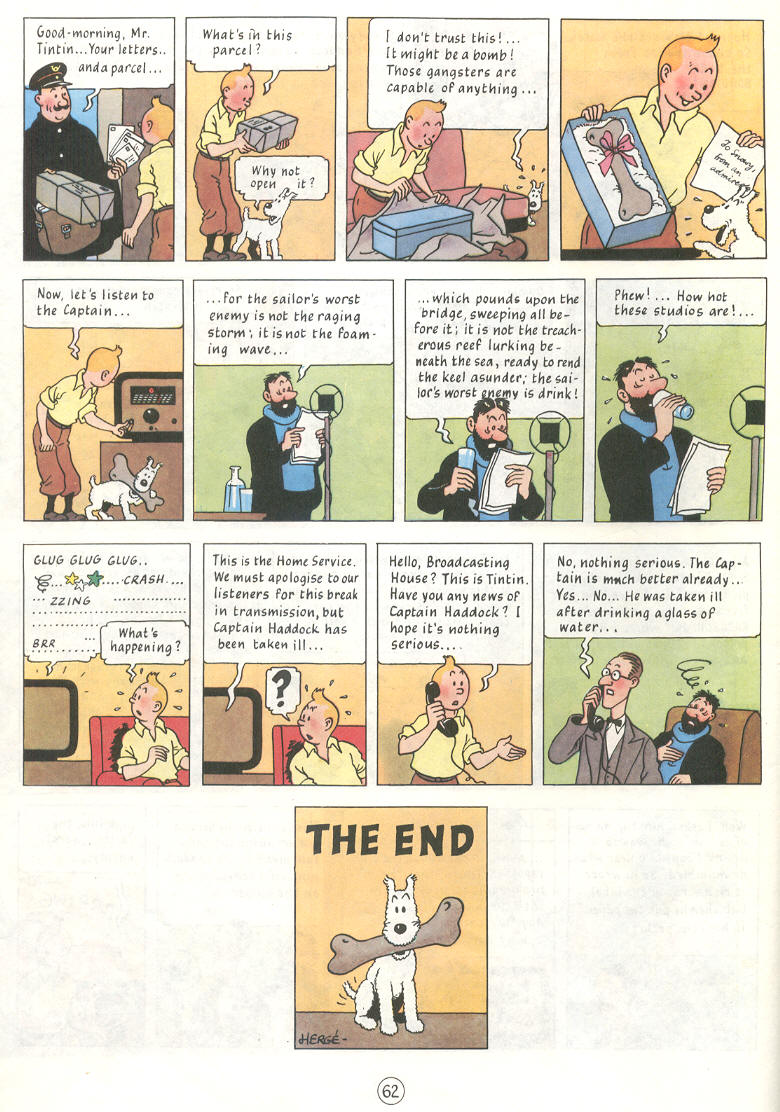 Good-morning, Mr.
Tintin...Your letters..
and a parcel...
What's in this
parcel?
Why not
open it?
I don't trust this!...
It might be a bomb!
Those gangsters are
capable of anything...
To Snowy,
from an
admirer
Now, let's listen to
the Captain...
...for the sailor's worst
enemy is not the raging
storm; it is not the foam-
ing wave...
...which pounds upon the
bridge, sweeping all be-
fore it; it is not the treach-
erous reef lurking be-
neath the sea, ready to rend
the keel asunder; the sai-
lor's worst enemy is drink!
Phew!... How hot
these studios are!...
GLUG GLUG GLUG..
...CRASH...
ZZING
BRR
What's
happening?
This is the Home Service.
We must apologise to our
listeners for this break
in transmission, but
Captain Haddock has
been taken ill...
?
Hello, Broadcasting
House? This is Tintin.
Have you any news of
Captain Haddock? I
hope it's nothing
serious...
No, nothing serious. The Cap-
tain is much better already...
Yes... No... He was taken ill
after drinking a glass of
water...
THE END
HERGÉ-
62